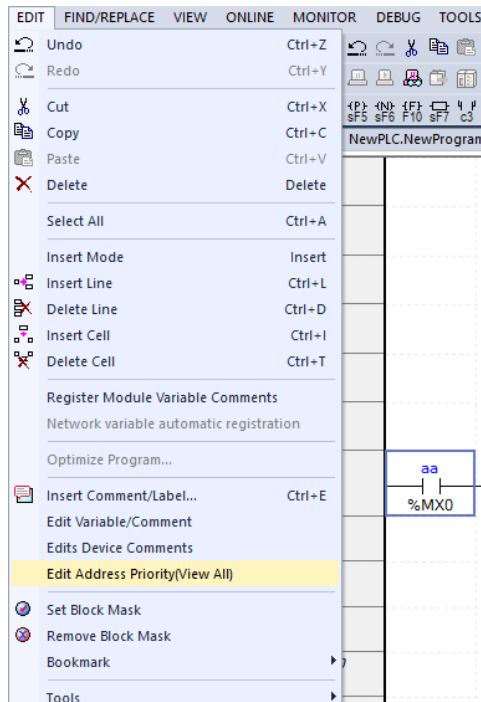 EDIT FIND/REPLACE VIEW ONLINE MONITOR DEBUG TOOLS
Undo Ctrl+Z
Redo Ctrl+Y
Cut Ctrl+X
Copy Ctrl+C
Paste Ctrl+V
Delete Delete
Select All Ctrl+A
Insert Mode Insert
Insert Line Ctrl+L
Delete Line Ctrl+D
Insert Cell Ctrl+I
Delete Cell Ctrl+T
Register Module Variable Comments
Network variable automatic registration
Optimize Program...
Insert Comment/Label... Ctrl+E
Edit Variable/Comment
Edits Device Comments
Edit Address Priority(View All)
Set Block Mask
Remove Block Mask
Bookmark
Tools
{P} {N} {F}
sF5 sF6 F10 sF7 c3
NewPLC.NewProgram
aa
%MX0